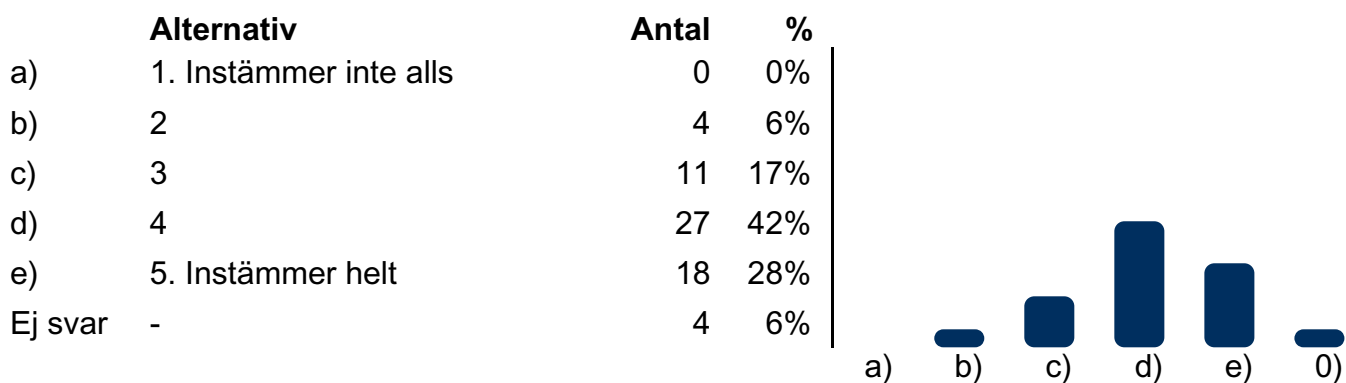 Alternativ Antal %
a) 1. Instämmer inte alls 0 0%
b) 2 4 6%
c) 3 11 17%
d) 4 27 42%
e) 5. Instämmer helt 18 28%
Ej svar - 4 6%
a) b) c) d) e) 0)